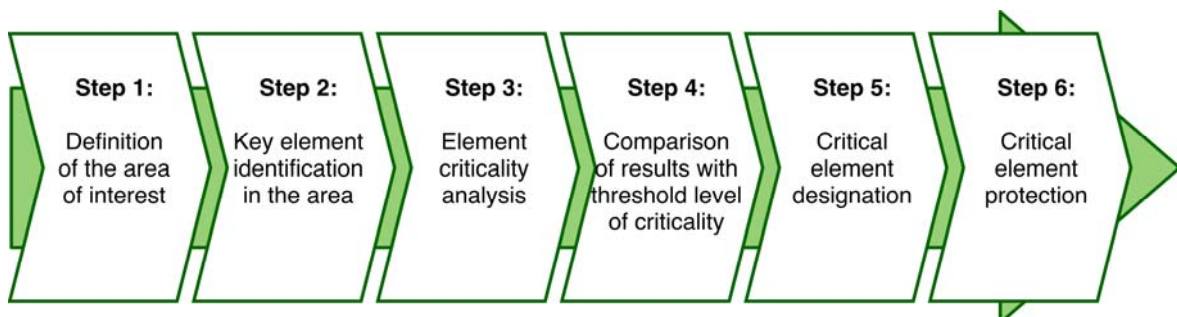 Step 1:
Definition
of the area
of interest
Step 2:
Key element
identification
in the area
Step 3:
Element
criticality
analysis
Step 4:
Comparison
of results with
threshold level
of criticality
Step 5:
Critical
element
designation
Step 6:
Critical
element
protection